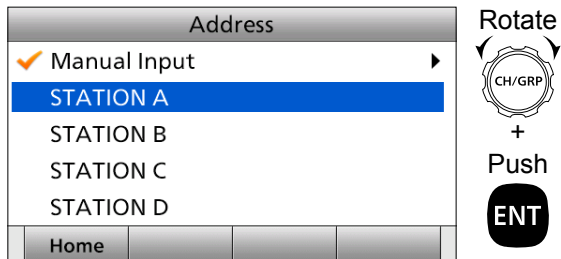 Address
Manual Input
STATION A
STATION B
STATION C
STATION D
Home
Rotate
CH/GRP
+
Push
ENT